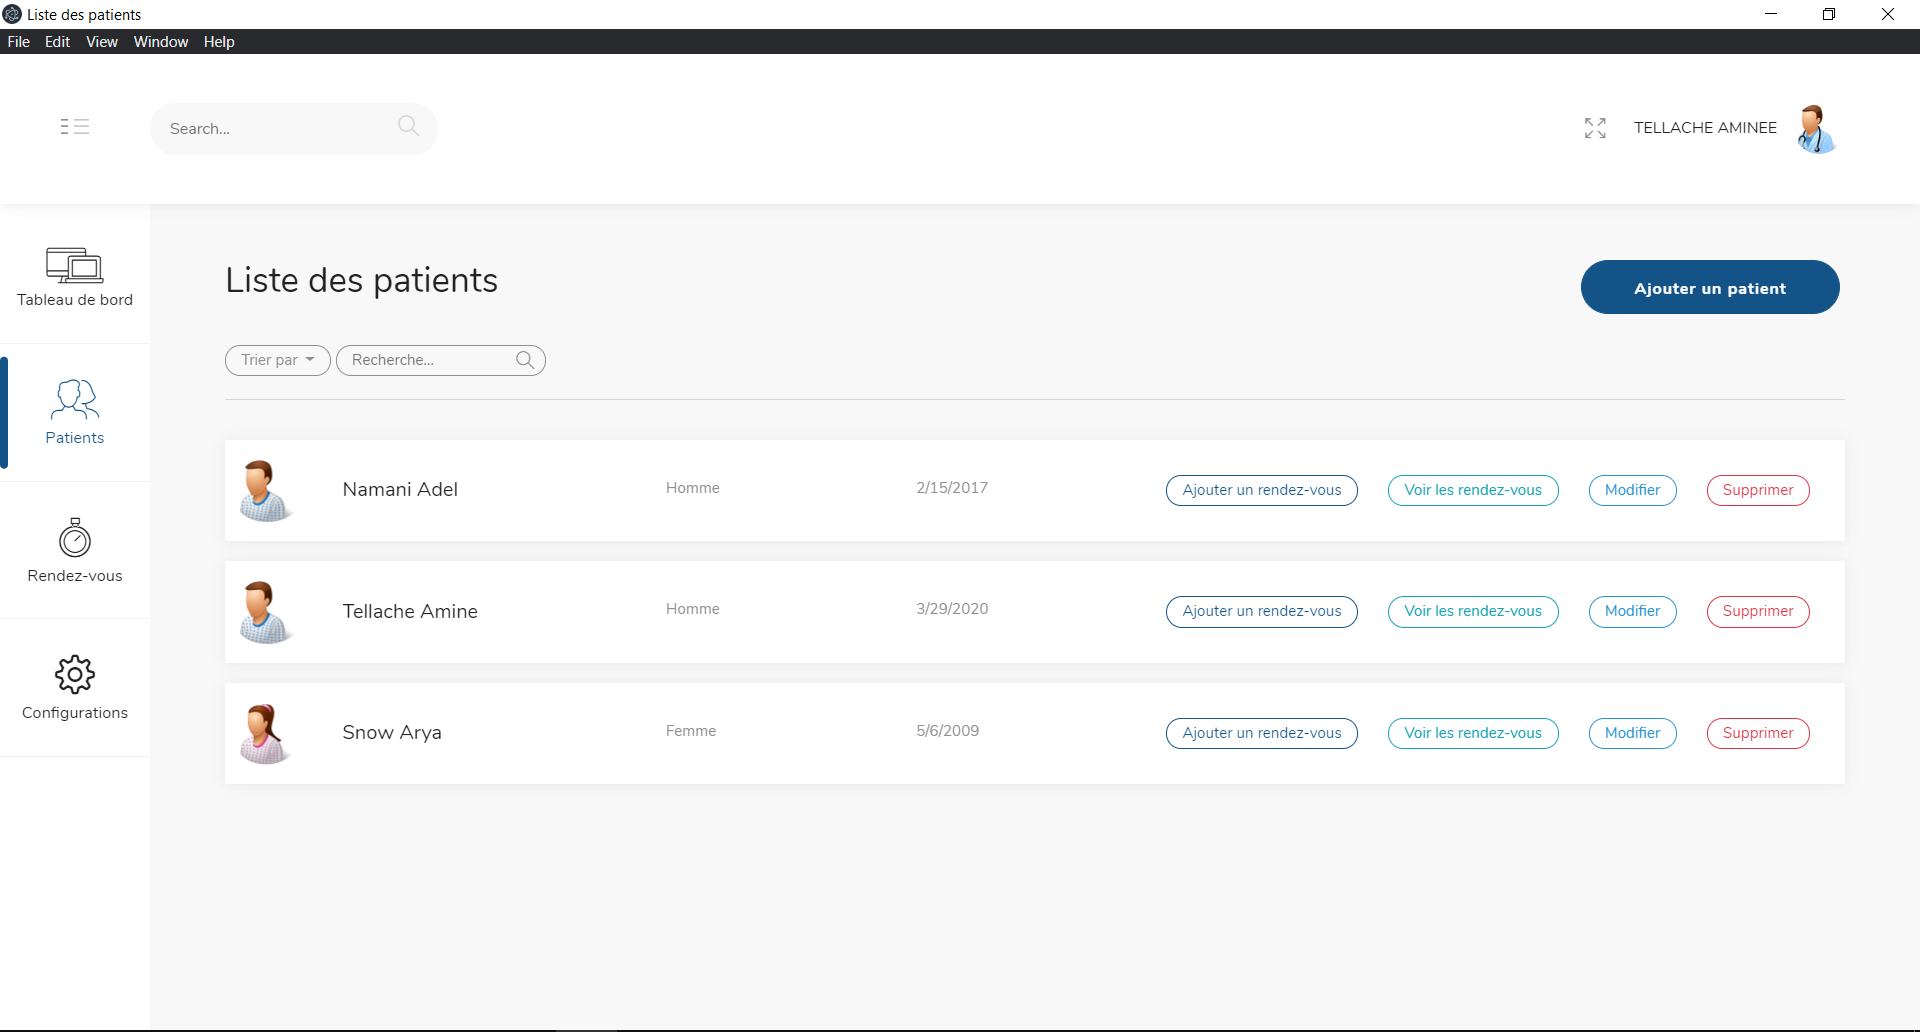 Liste des patients
File Edit View Window Help
Search...
TELLACHE AMINEE
Tableau de bord
Patients
Rendez-vous
Configurations
Liste des patients
Ajouter un patient
Trier par
Recherche...
Namani Adel Homme 2/15/2017 Ajouter un rendez-vous Voir les rendez-vous Modifier Supprimer
Tellache Amine Homme 3/29/2020 Ajouter un rendez-vous Voir les rendez-vous Modifier Supprimer
Snow Arya Femme 5/6/2009 Ajouter un rendez-vous Voir les rendez-vous Modifier Supprimer